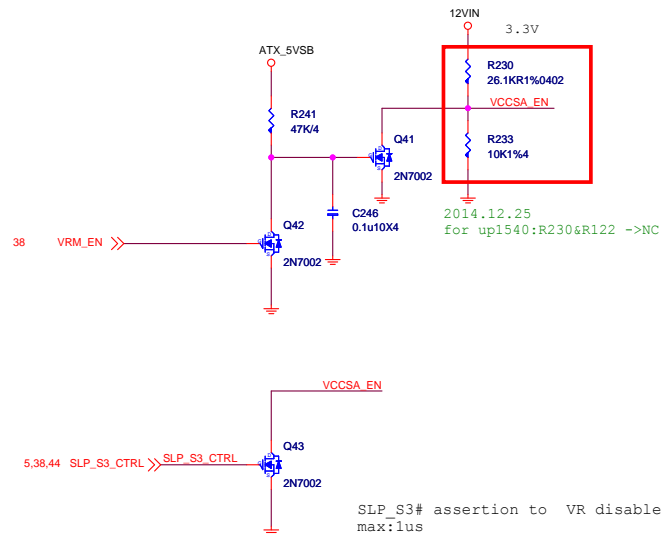 12VIN
3.3V
ATX_5VSB
R230
26.1KR1%0402
VCCSA_EN
R241
47K/4
Q41
R233
10K1%4
2N7002
C246
0.1u10X4
2014.12.25
for up1540:R230&R122 ->NC
Q42
38 VRM_EN
2N7002
VCCSA_EN
Q43
5,38,44 SLP_S3_CTRL SLP_S3_CTRL
2N7002
SLP_S3# assertion to VR disable
max:1us